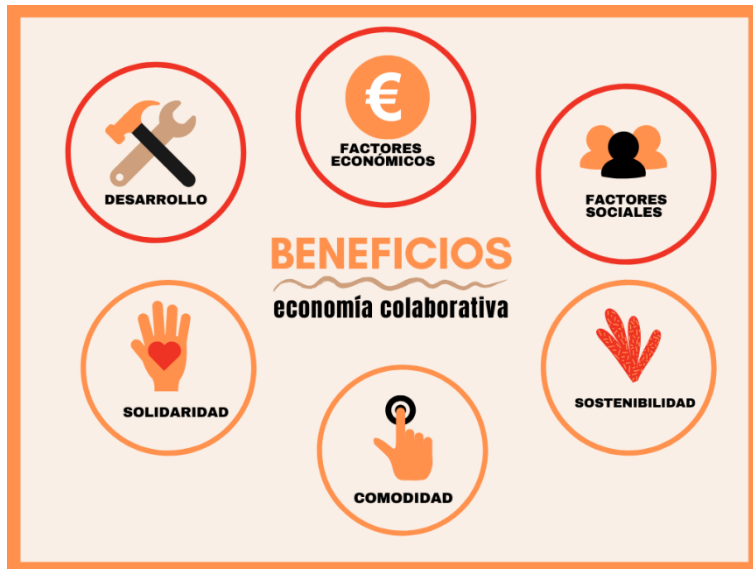 €
FACTORES
ECONÓMICOS
DESARROLLO
FACTORES
SOCIALES
BENEFICIOS
economía colaborativa
SOLIDARIDAD
SOSTENIBILIDAD
COMODIDAD